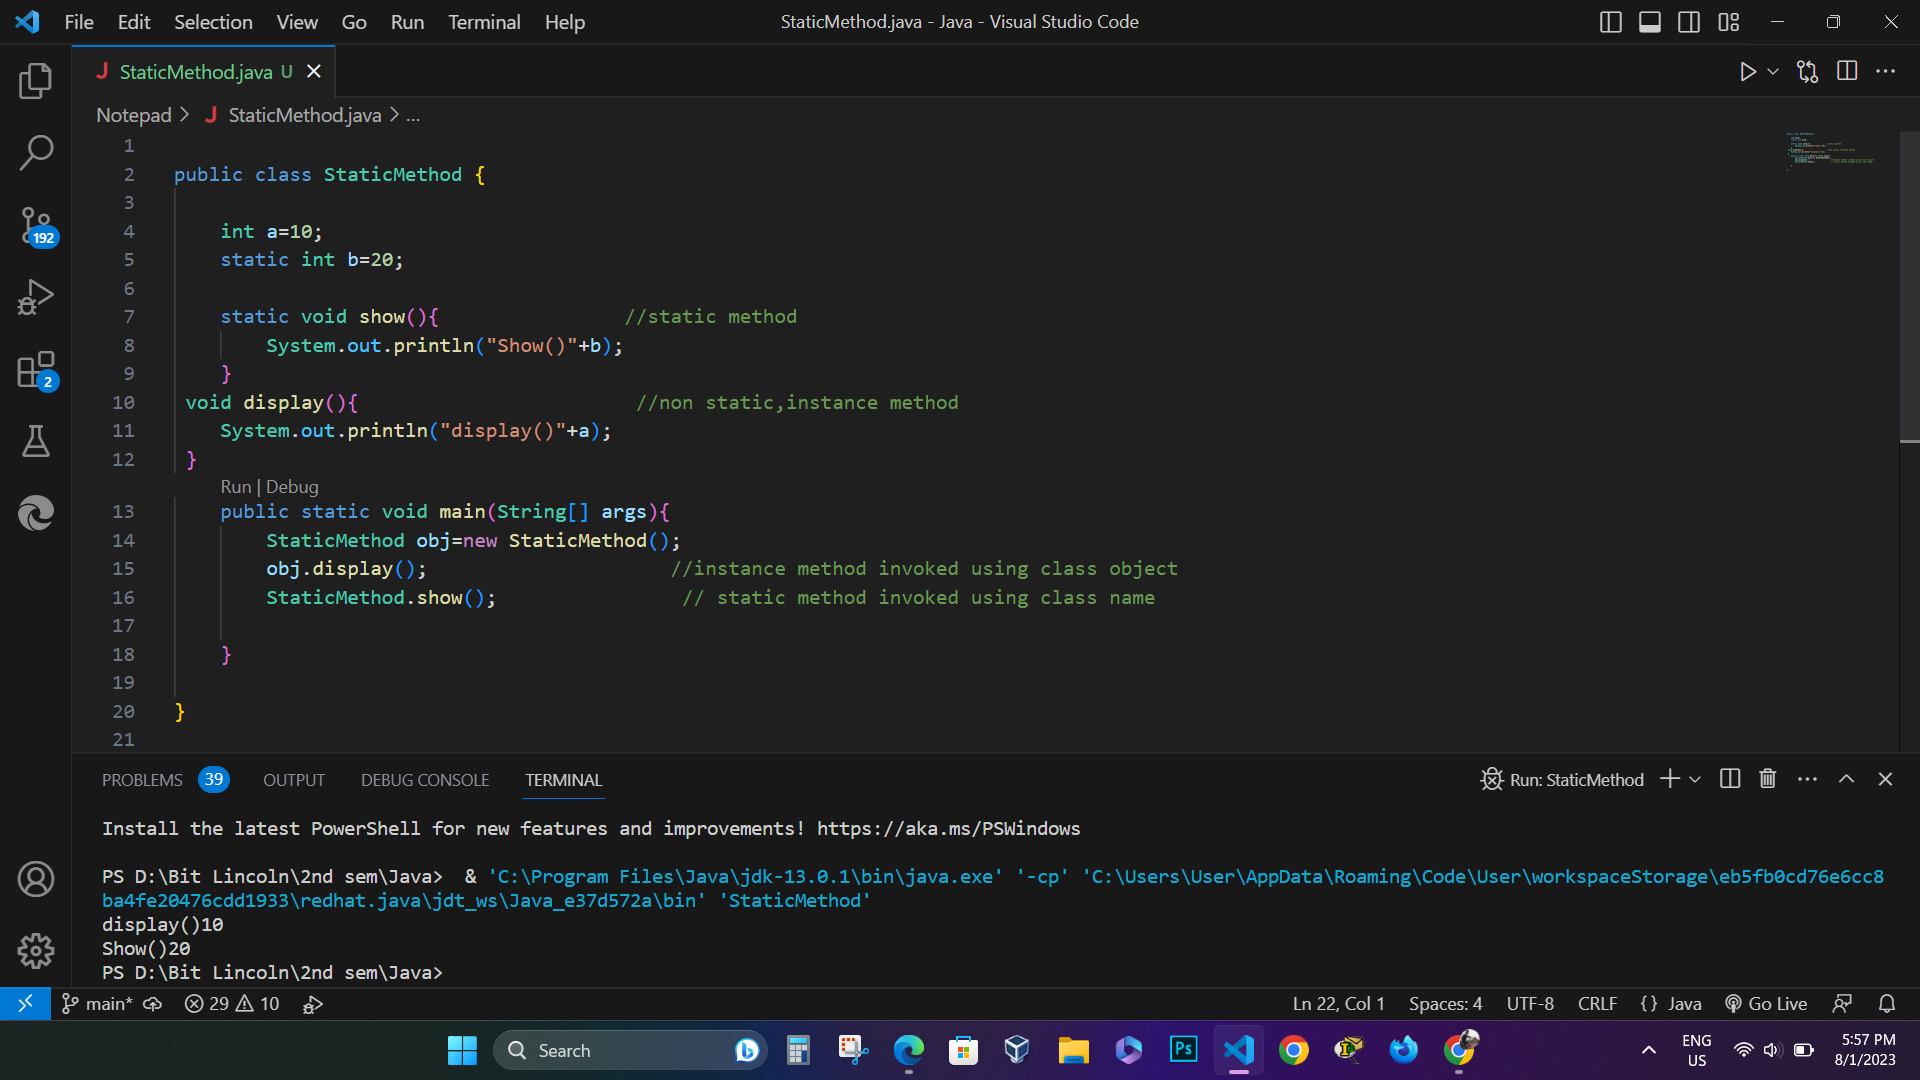 File Edit Selection View Go Run Terminal Help StaticMethod.java - Java - Visual Studio Code
StaticMethod.java U
Notepad > StaticMethod.java > ...
1
2 public class StaticMethod {
3
4 int a=10;
5 static int b=20;
6
7 static void show(){ //static method
8 System.out.println("Show()"+b);
9 }
10 void display(){ //non static,instance method
11 System.out.println("display()"+a);
12 }
Run | Debug
13 public static void main(String[] args){
14 StaticMethod obj=new StaticMethod();
15 obj.display(); //instance method invoked using class object
16 StaticMethod.show(); // static method invoked using class name
17
18 }
19
20 }
21
192
2
PROBLEMS 39 OUTPUT DEBUG CONSOLE TERMINAL Run: StaticMethod
Install the latest PowerShell for new features and improvements! https://aka.ms/PSWindows
PS D:\Bit Lincoln\2nd sem\Java> & 'C:\Program Files\Java\jdk-13.0.1\bin\java.exe' '-cp' 'C:\Users\User\AppData\Roaming\Code\User\workspaceStorage\eb5fb0cd76e6cc8
ba4fe20476cdd1933\redhat.java\jdt_ws\Java_e37d572a\bin' 'StaticMethod'
display()10
Show()20
PS D:\Bit Lincoln\2nd sem\Java>
main* 29 10 Ln 22, Col 1 Spaces: 4 UTF-8 CRLF {} Java Go Live
Search Ps ENG US 5:57 PM
8/1/2023